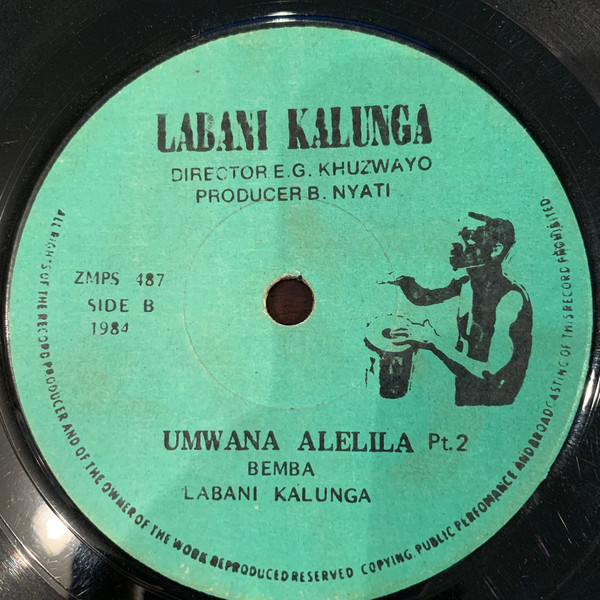 LABANI KALUNGA
DIRECTOR E.G. KHUZWAYO
PRODUCER B. NYATI
ZMPS 487
SIDE B
1984
UMWANA ALELILA Pt.2
BEMBA
LABANI KALUNGA
ALL RIGHTS OF THE RECORD PRODUCER AND OF THE OWNER OF THE WORK REPRODUCED RESERVED COPYING, PUBLIC PERFOMANCE AND BROADCASTING OF THIS RECORD PROHIBITED